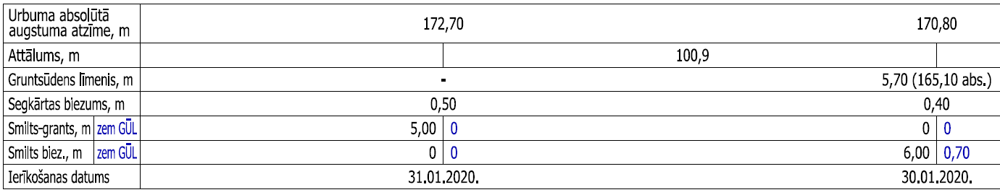 Urbuma absolūtā
augstuma atzīme, m 172,70 170,80
Attālums, m 100,9
Gruntsūdens līmenis, m - 5,70 (165,10 abs.)
Segkārtas biezums, m 0,50 0,40
Smilts-grants, m zem GŪL 5,00 0 0 0
Smilts biez., m zem GŪL 0 0 6,00 0,70
Ierīkošanas datums 31.01.2020. 30.01.2020.